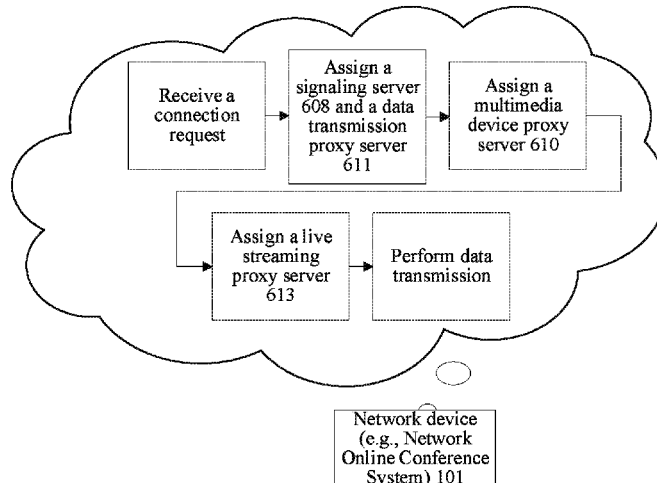 Receive a
connection
request
Assign a
signaling server
608 and a data
transmission
proxy server
611
Assign a
multimedia
device proxy
server 610
Assign a live
streaming
proxy server
613
Perform data
transmission
Network device
(e.g., Network
Online Conference
System) 101